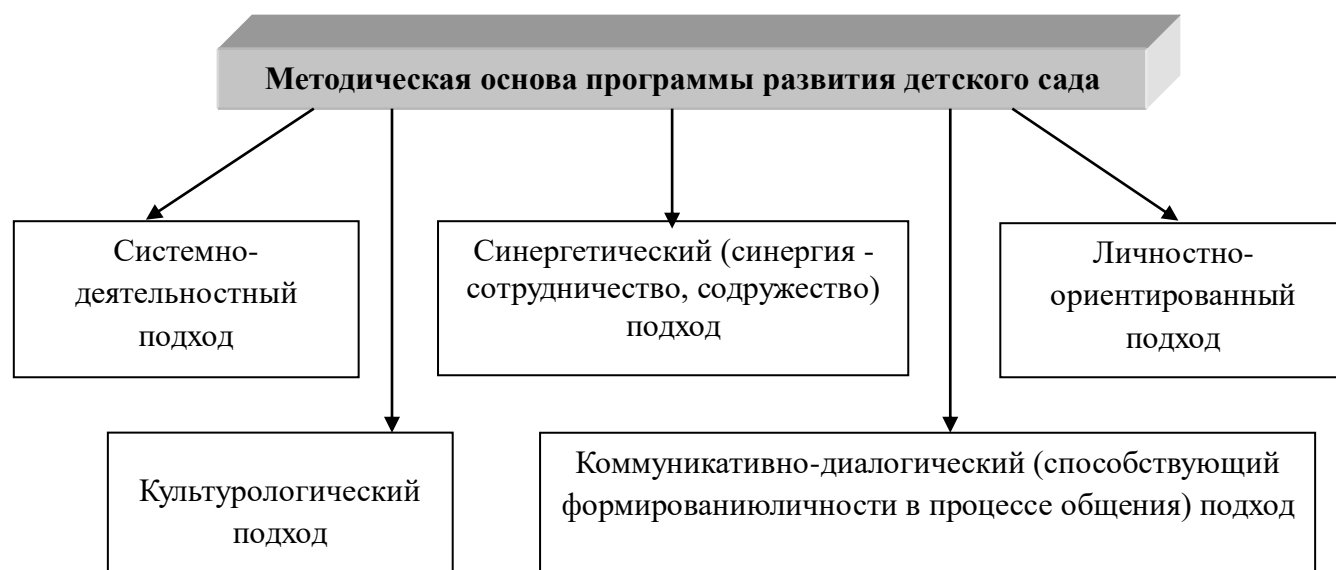 Методическая основа программы развития детского сада
Системно-
деятельностный
подход
Синергетический (синергия -
сотрудничество, содружество)
подход
Личностно-
ориентированный
подход
Культурологический
подход
Коммуникативно-диалогический (способствующий
формированиюличности в процессе общения) подход